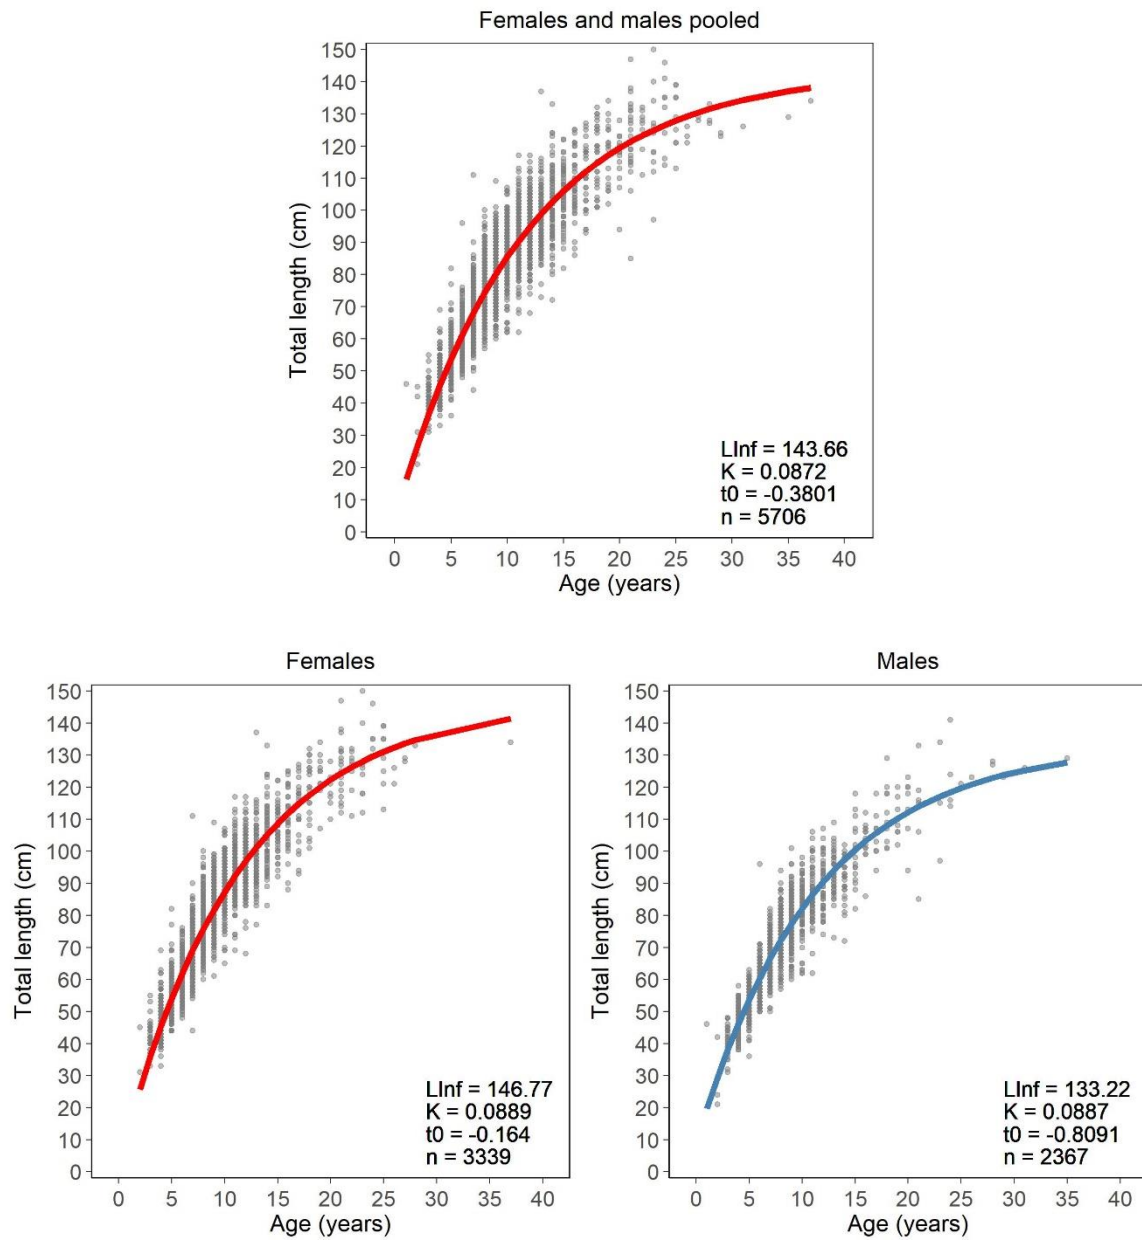 Females and males pooled
150
140
130
120
110
100
90
80
70
60
50
40
30
20
10
0
Total length (cm)
LInf = 143.66
K = 0.0872
t0 = -0.3801
n = 5706
0 5 10 15 20 25 30 35 40
Age (years)
Females
150
140
130
120
110
100
90
80
70
60
50
40
30
20
10
0
Total length (cm)
LInf = 146.77
K = 0.0889
t0 = -0.164
n = 3339
0 5 10 15 20 25 30 35 40
Age (years)
Males
150
140
130
120
110
100
90
80
70
60
50
40
30
20
10
0
Total length (cm)
LInf = 133.22
K = 0.0887
t0 = -0.8091
n = 2367
0 5 10 15 20 25 30 35 40
Age (years)